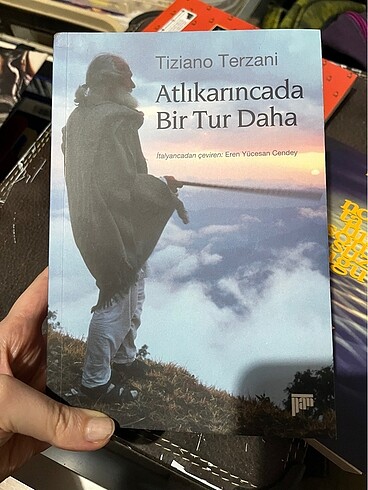 Tiziano Terzani
Atlıkarıncada
Bir Tur Daha
İtalyancadan çeviren: Eren Yücesan Cendey